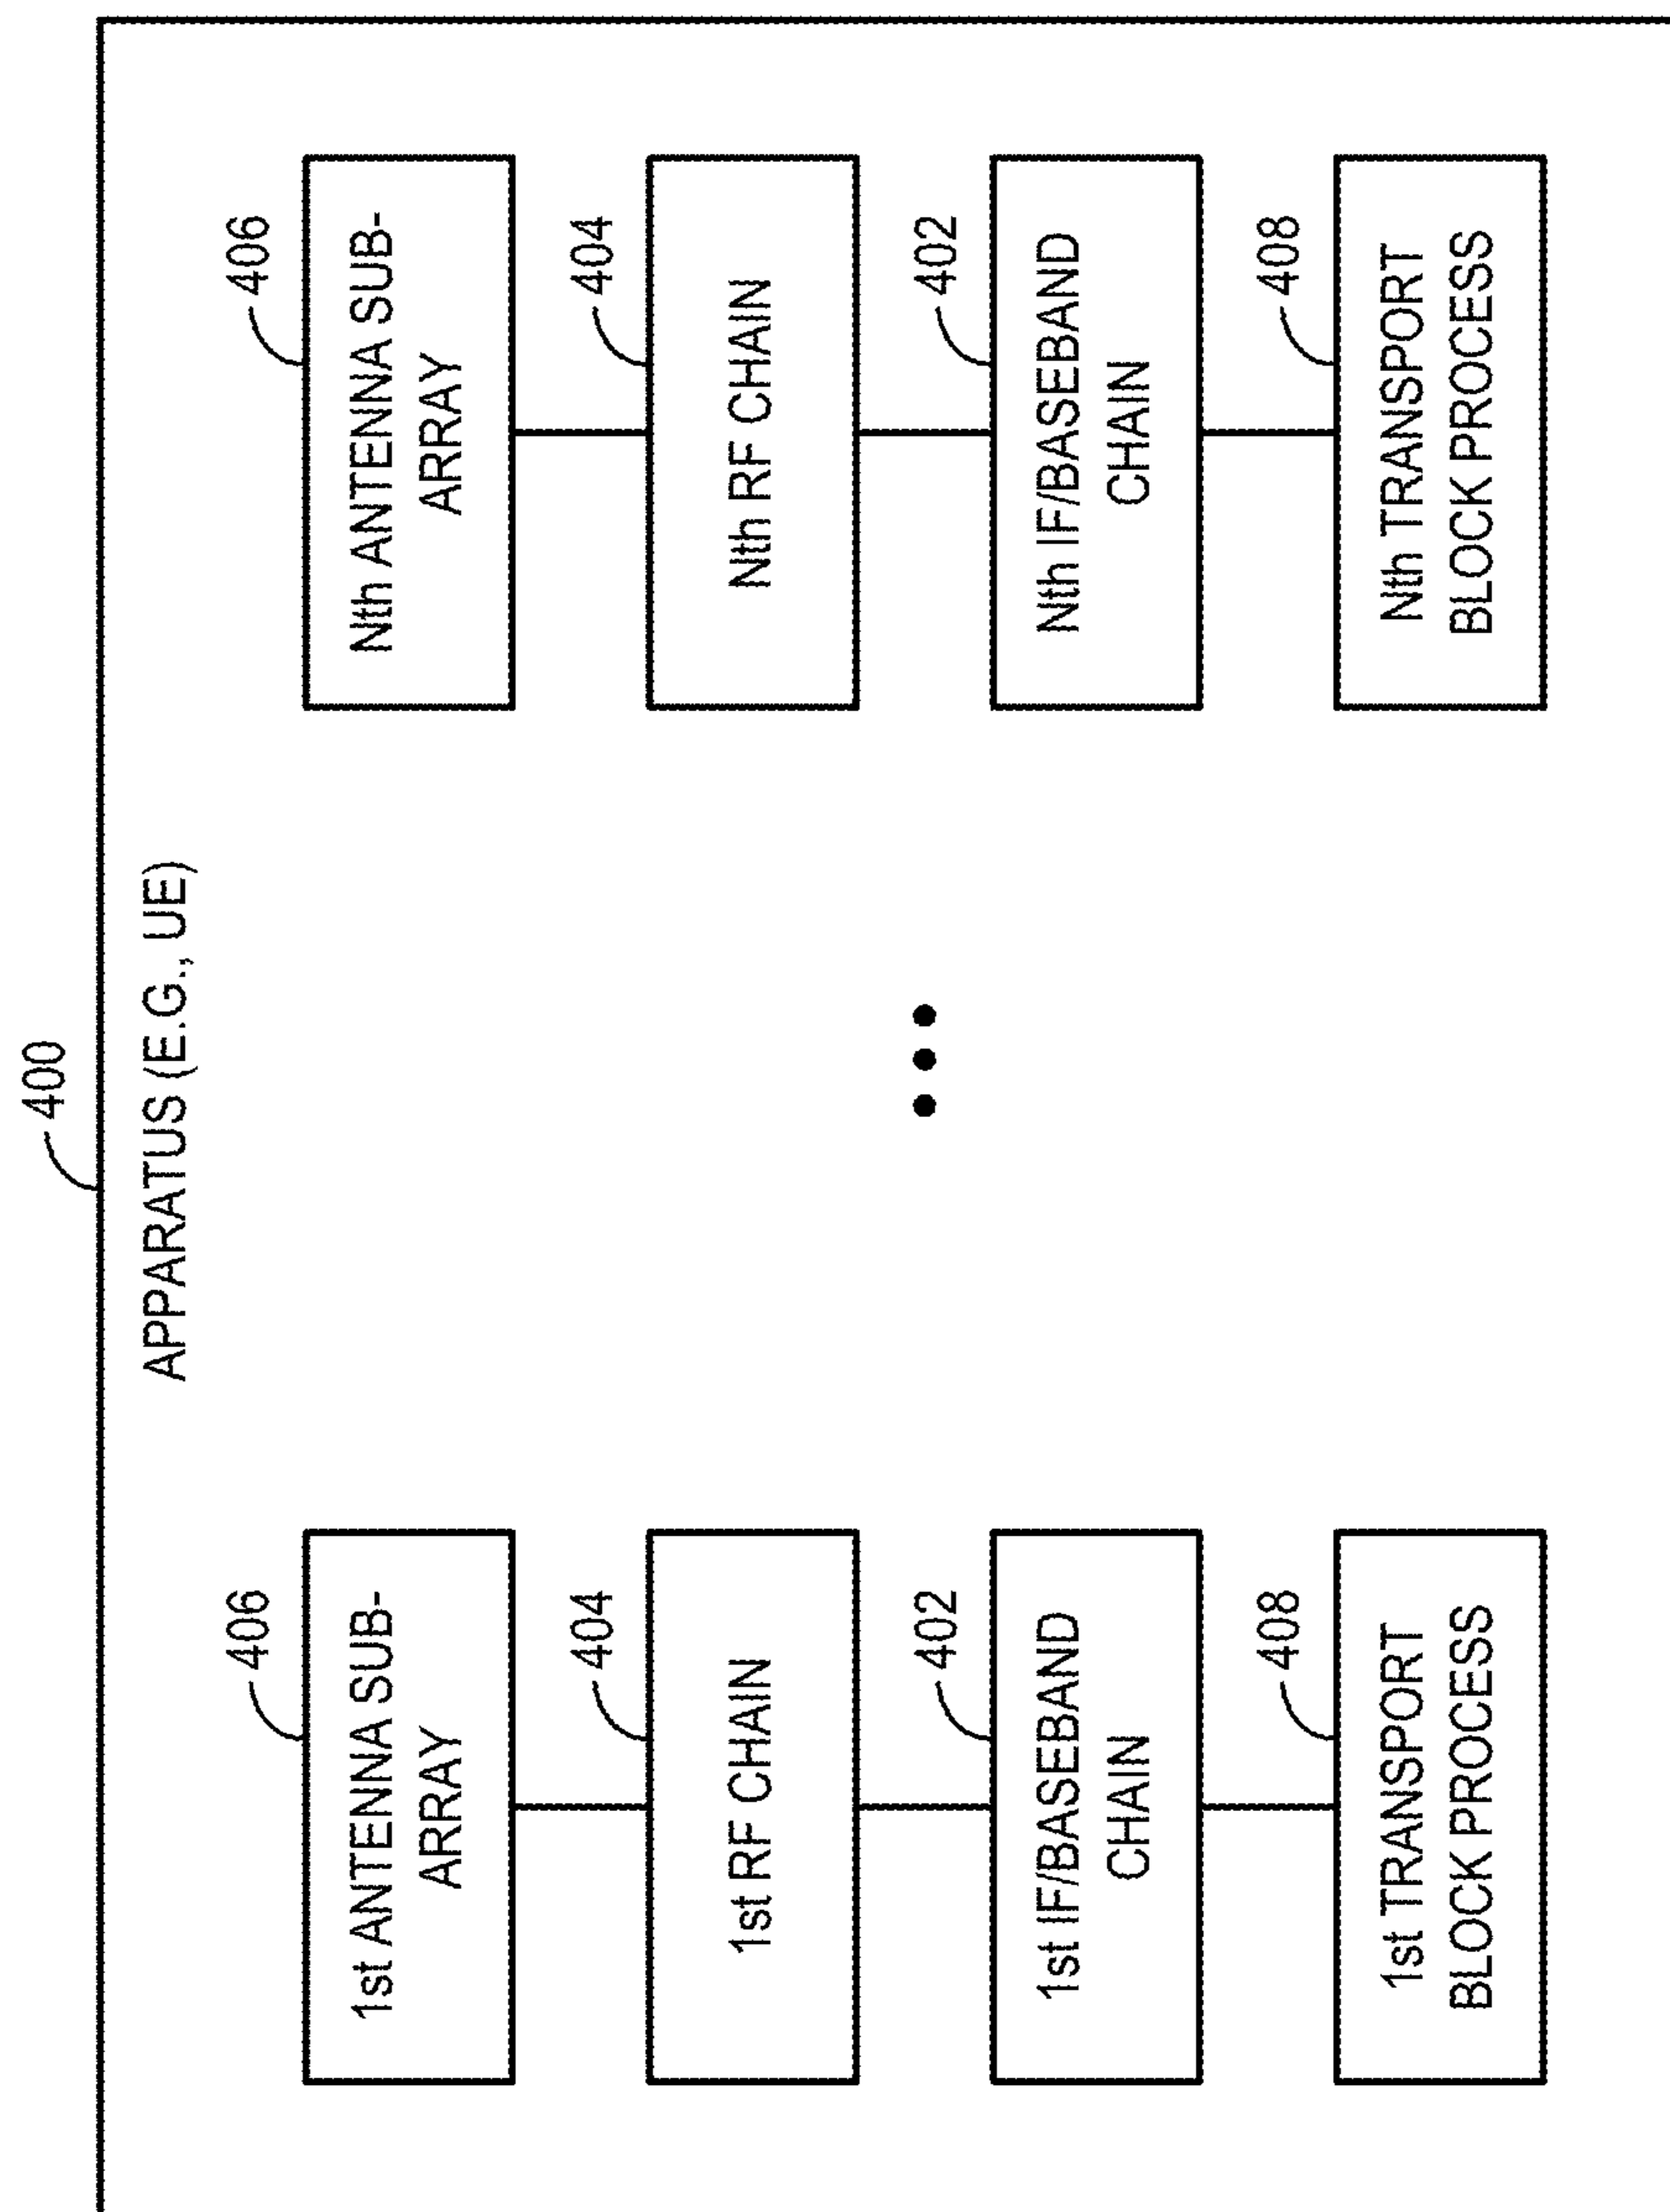 400
APPARATUS (E.G., UE)
406
1st ANTENNA SUB-
ARRAY
404
1st RF CHAIN
402
1st IF/BASEBAND
CHAIN
408
1st TRANSPORT
BLOCK PROCESS
406
Nth ANTENNA SUB-
ARRAY
404
Nth RF CHAIN
402
Nth IF/BASEBAND
CHAIN
408
Nth TRANSPORT
BLOCK PROCESS